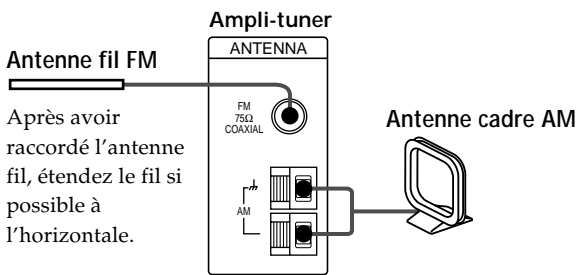 Ampli-tuner
ANTENNA
Antenne fil FM
Après avoir
raccordé l’antenne
fil, étendez le fil si
possible à
l’horizontale.
FM
75Ω
COAXIAL
AM
Antenne cadre AM